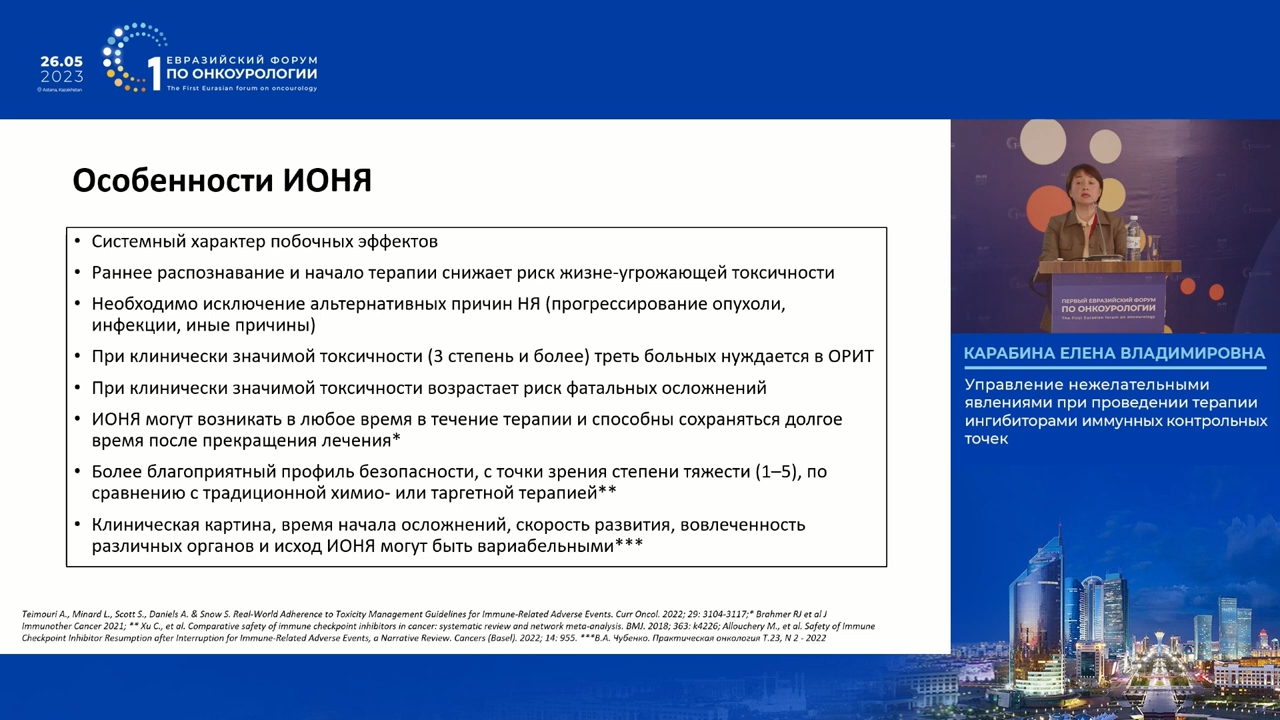 26.05
2023
Astana, Kazakhstan
1
ЕВРАЗИЙСКИЙ ФОРУМ
ПО ОНКОУРОЛОГИИ
The First Eurasian forum on oncourology
Особенности ИОНЯ
• Системный характер побочных эффектов
• Раннее распознавание и начало терапии снижает риск жизне-угрожающей токсичности
• Необходимо исключение альтернативных причин НЯ (прогрессирование опухоли,
инфекции, иные причины)
• При клинически значимой токсичности (3 степень и более) треть больных нуждается в ОРИТ
• При клинически значимой токсичности возрастает риск фатальных осложнений
• ИОНЯ могут возникать в любое время в течение терапии и способны сохраняться долгое
время после прекращения лечения*
• Более благоприятный профиль безопасности, с точки зрения степени тяжести (1–5), по
сравнению с традиционной химио- или таргетной терапией**
• Клиническая картина, время начала осложнений, скорость развития, вовлеченность
различных органов и исход ИОНЯ могут быть вариабельными***
Teimouri A., Minard L., Scott S., Daniels A. & Snow S. Real-World Adherence to Toxicity Management Guidelines for Immune-Related Adverse Events. Curr Oncol. 2022; 29: 3104-3117;* Brahmer RJ et al J
Immunother Cancer 2021; ** Xu C., et al. Comparative safety of immune checkpoint inhibitors in cancer: systematic review and network meta-analysis. BMJ. 2018; 363: k4226; Allouchery M., et al. Safety of Immune
Checkpoint Inhibitor Resumption after Interruption for Immune-Related Adverse Events, a Narrative Review. Cancers (Basel). 2022; 14: 955. ***В.А. Чубенко. Практическая онкология Т.23, N 2 - 2022
ПЕРВЫЙ ЕВРАЗИЙСКИЙ ФОРУМ
ПО ОНКОУРОЛОГИИ
The First Eurasian forum on oncourology
КАРАБИНА ЕЛЕНА ВЛАДИМИРОВНА
Управление нежелательными
явлениями при проведении терапии
ингибиторами иммунных контрольных
точек